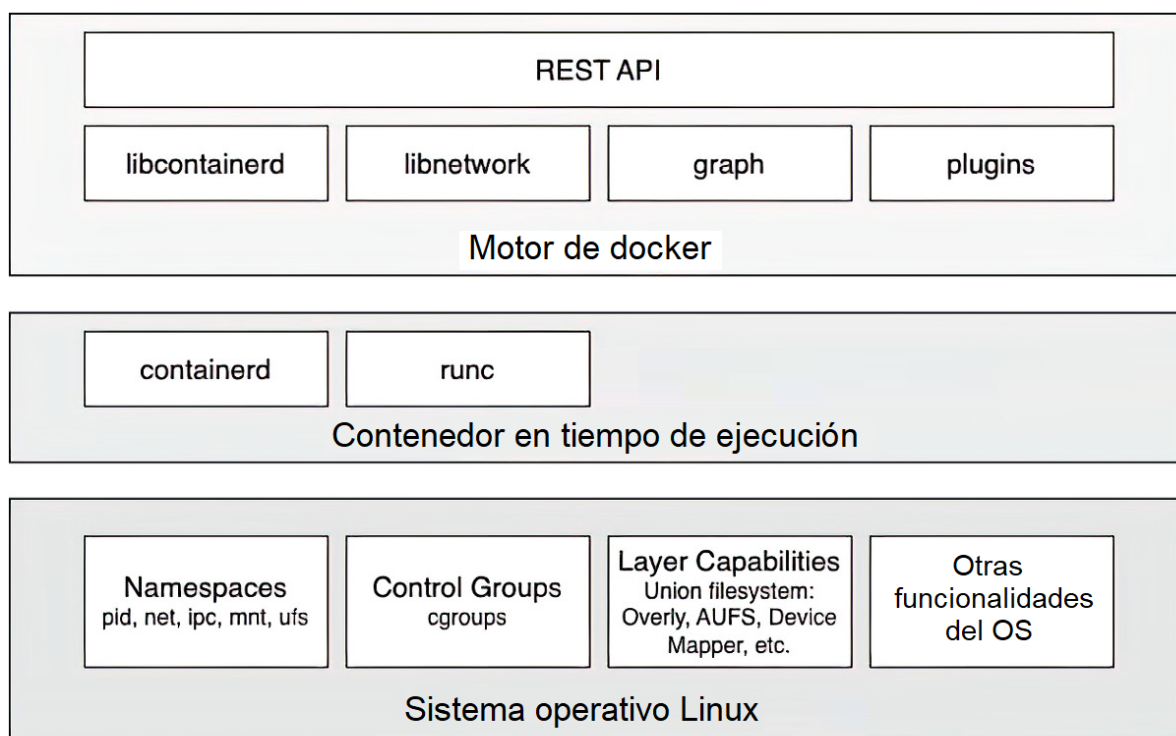 REST API
libcontainerd
libnetwork
graph
plugins
Motor de docker
containerd
runc
Contenedor en tiempo de ejecución
Namespaces
pid, net, ipc, mnt, ufs
Control Groups
cgroups
Layer Capabilities
Union filesystem:
Overly, AUFS, Device
Mapper, etc.
Otras
funcionalidades
del OS
Sistema operativo Linux